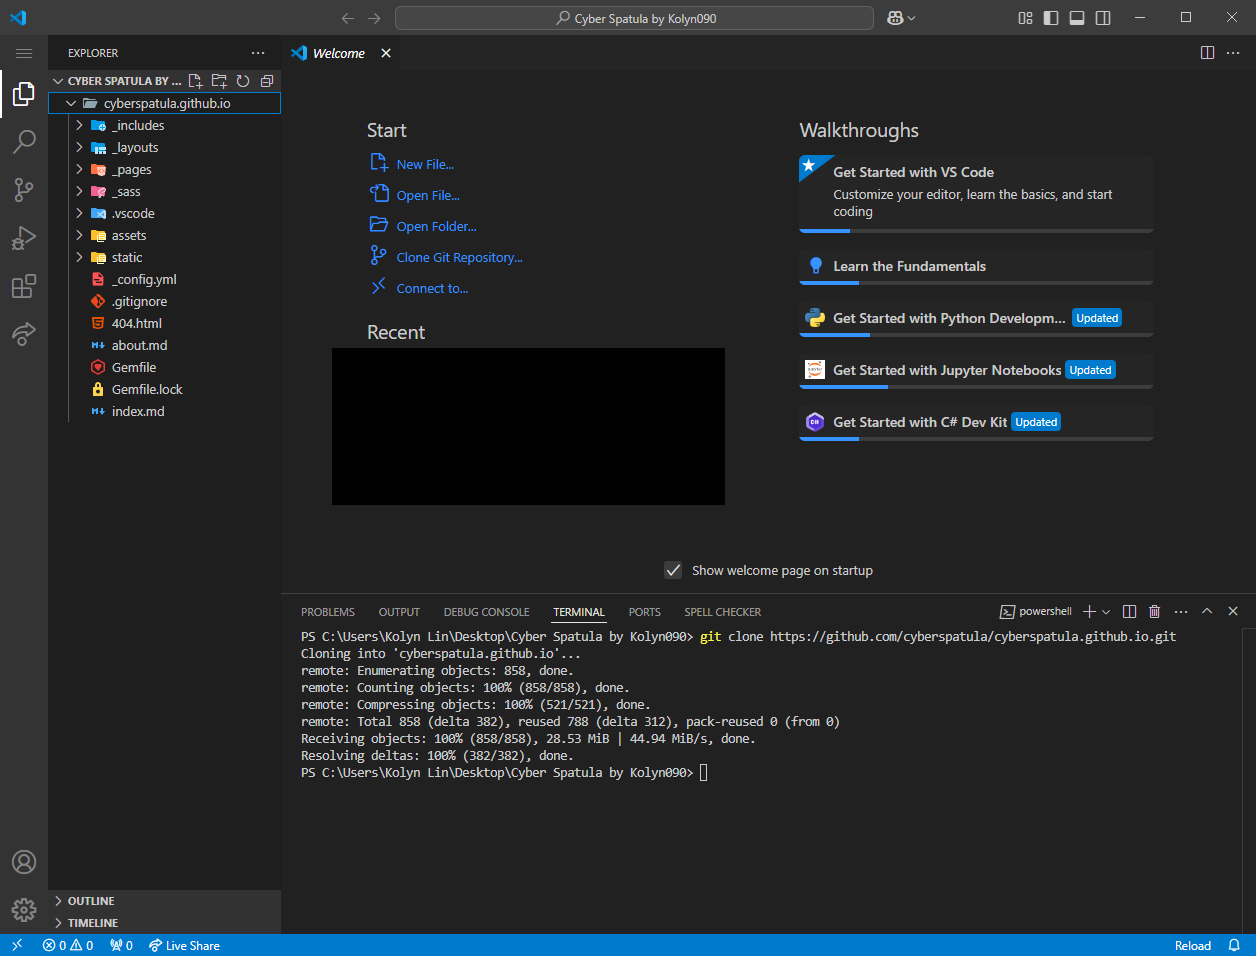 Cyber Spatula by Kolyn090
EXPLORER
CYBER SPATULA BY ...
cyberspatula.github.io
_includes
_layouts
_pages
_sass
.vscode
assets
static
_config.yml
.gitignore
404.html
about.md
Gemfile
Gemfile.lock
index.md
OUTLINE
TIMELINE
Welcome
Start
New File...
Open File...
Open Folder...
Clone Git Repository...
Connect to...
Recent
Walkthroughs
Get Started with VS Code
Customize your editor, learn the basics, and start
coding
Learn the Fundamentals
Get Started with Python Developm... Updated
Get Started with Jupyter Notebooks Updated
Get Started with C# Dev Kit Updated
Show welcome page on startup
PROBLEMS OUTPUT DEBUG CONSOLE TERMINAL PORTS SPELL CHECKER powershell
PS C:\Users\Kolyn Lin\Desktop\Cyber Spatula by Kolyn090> git clone https://github.com/cyberspatula/cyberspatula.github.io.git
Cloning into 'cyberspatula.github.io'...
remote: Enumerating objects: 858, done.
remote: Counting objects: 100% (858/858), done.
remote: Compressing objects: 100% (521/521), done.
remote: Total 858 (delta 382), reused 788 (delta 312), pack-reused 0 (from 0)
Receiving objects: 100% (858/858), 28.53 MiB | 44.94 MiB/s, done.
Resolving deltas: 100% (382/382), done.
PS C:\Users\Kolyn Lin\Desktop\Cyber Spatula by Kolyn090>
0 0 0 Live Share Reload